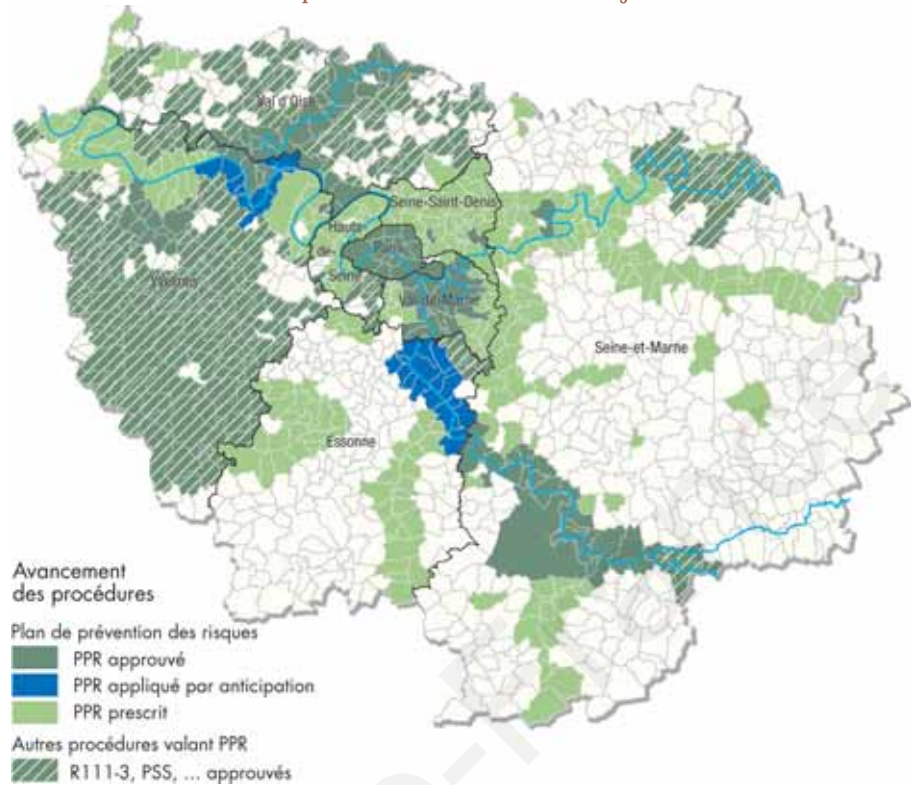 Val d'Oise
Seine-Saint-Denis
Hauts-
de-
Seine
Paris
Val-de-Marne
Yvelines
Seine-et-Marne
Essonne
Avancement
des procédures
Plan de prévention des risques
PPR approuvé
PPR appliqué par anticipation
PPR prescrit
Autres procédures valant PPR
R111-3, PSS, ... approuvés